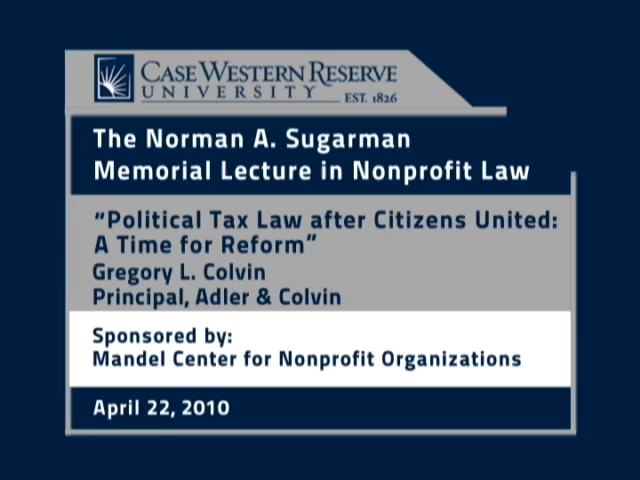 CASE WESTERN RESERVE
UNIVERSITY EST. 1826
The Norman A. Sugarman
Memorial Lecture in Nonprofit Law
"Political Tax Law after Citizens United:
A Time for Reform"
Gregory L. Colvin
Principal, Adler & Colvin
Sponsored by:
Mandel Center for Nonprofit Organizations
April 22, 2010